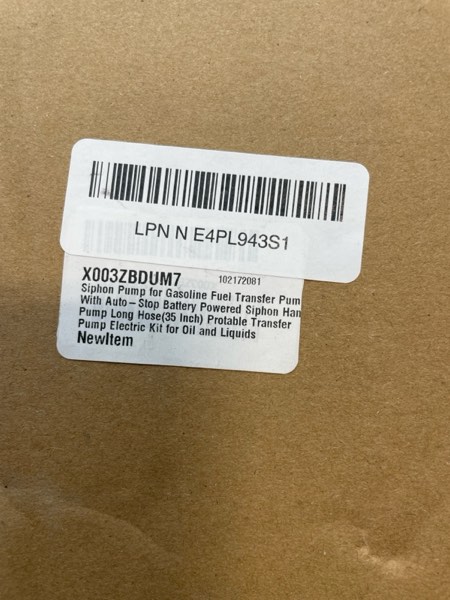 LPN N E4PL943S1
X003ZBDUM7 102172081
Siphon Pump for Gasoline Fuel Transfer Pum
With Auto-Stop Battery Powered Siphon Han
Pump Long Hose(35 Inch) Protable Transfer
Pump Electric Kit for Oil and Liquids
NewItem